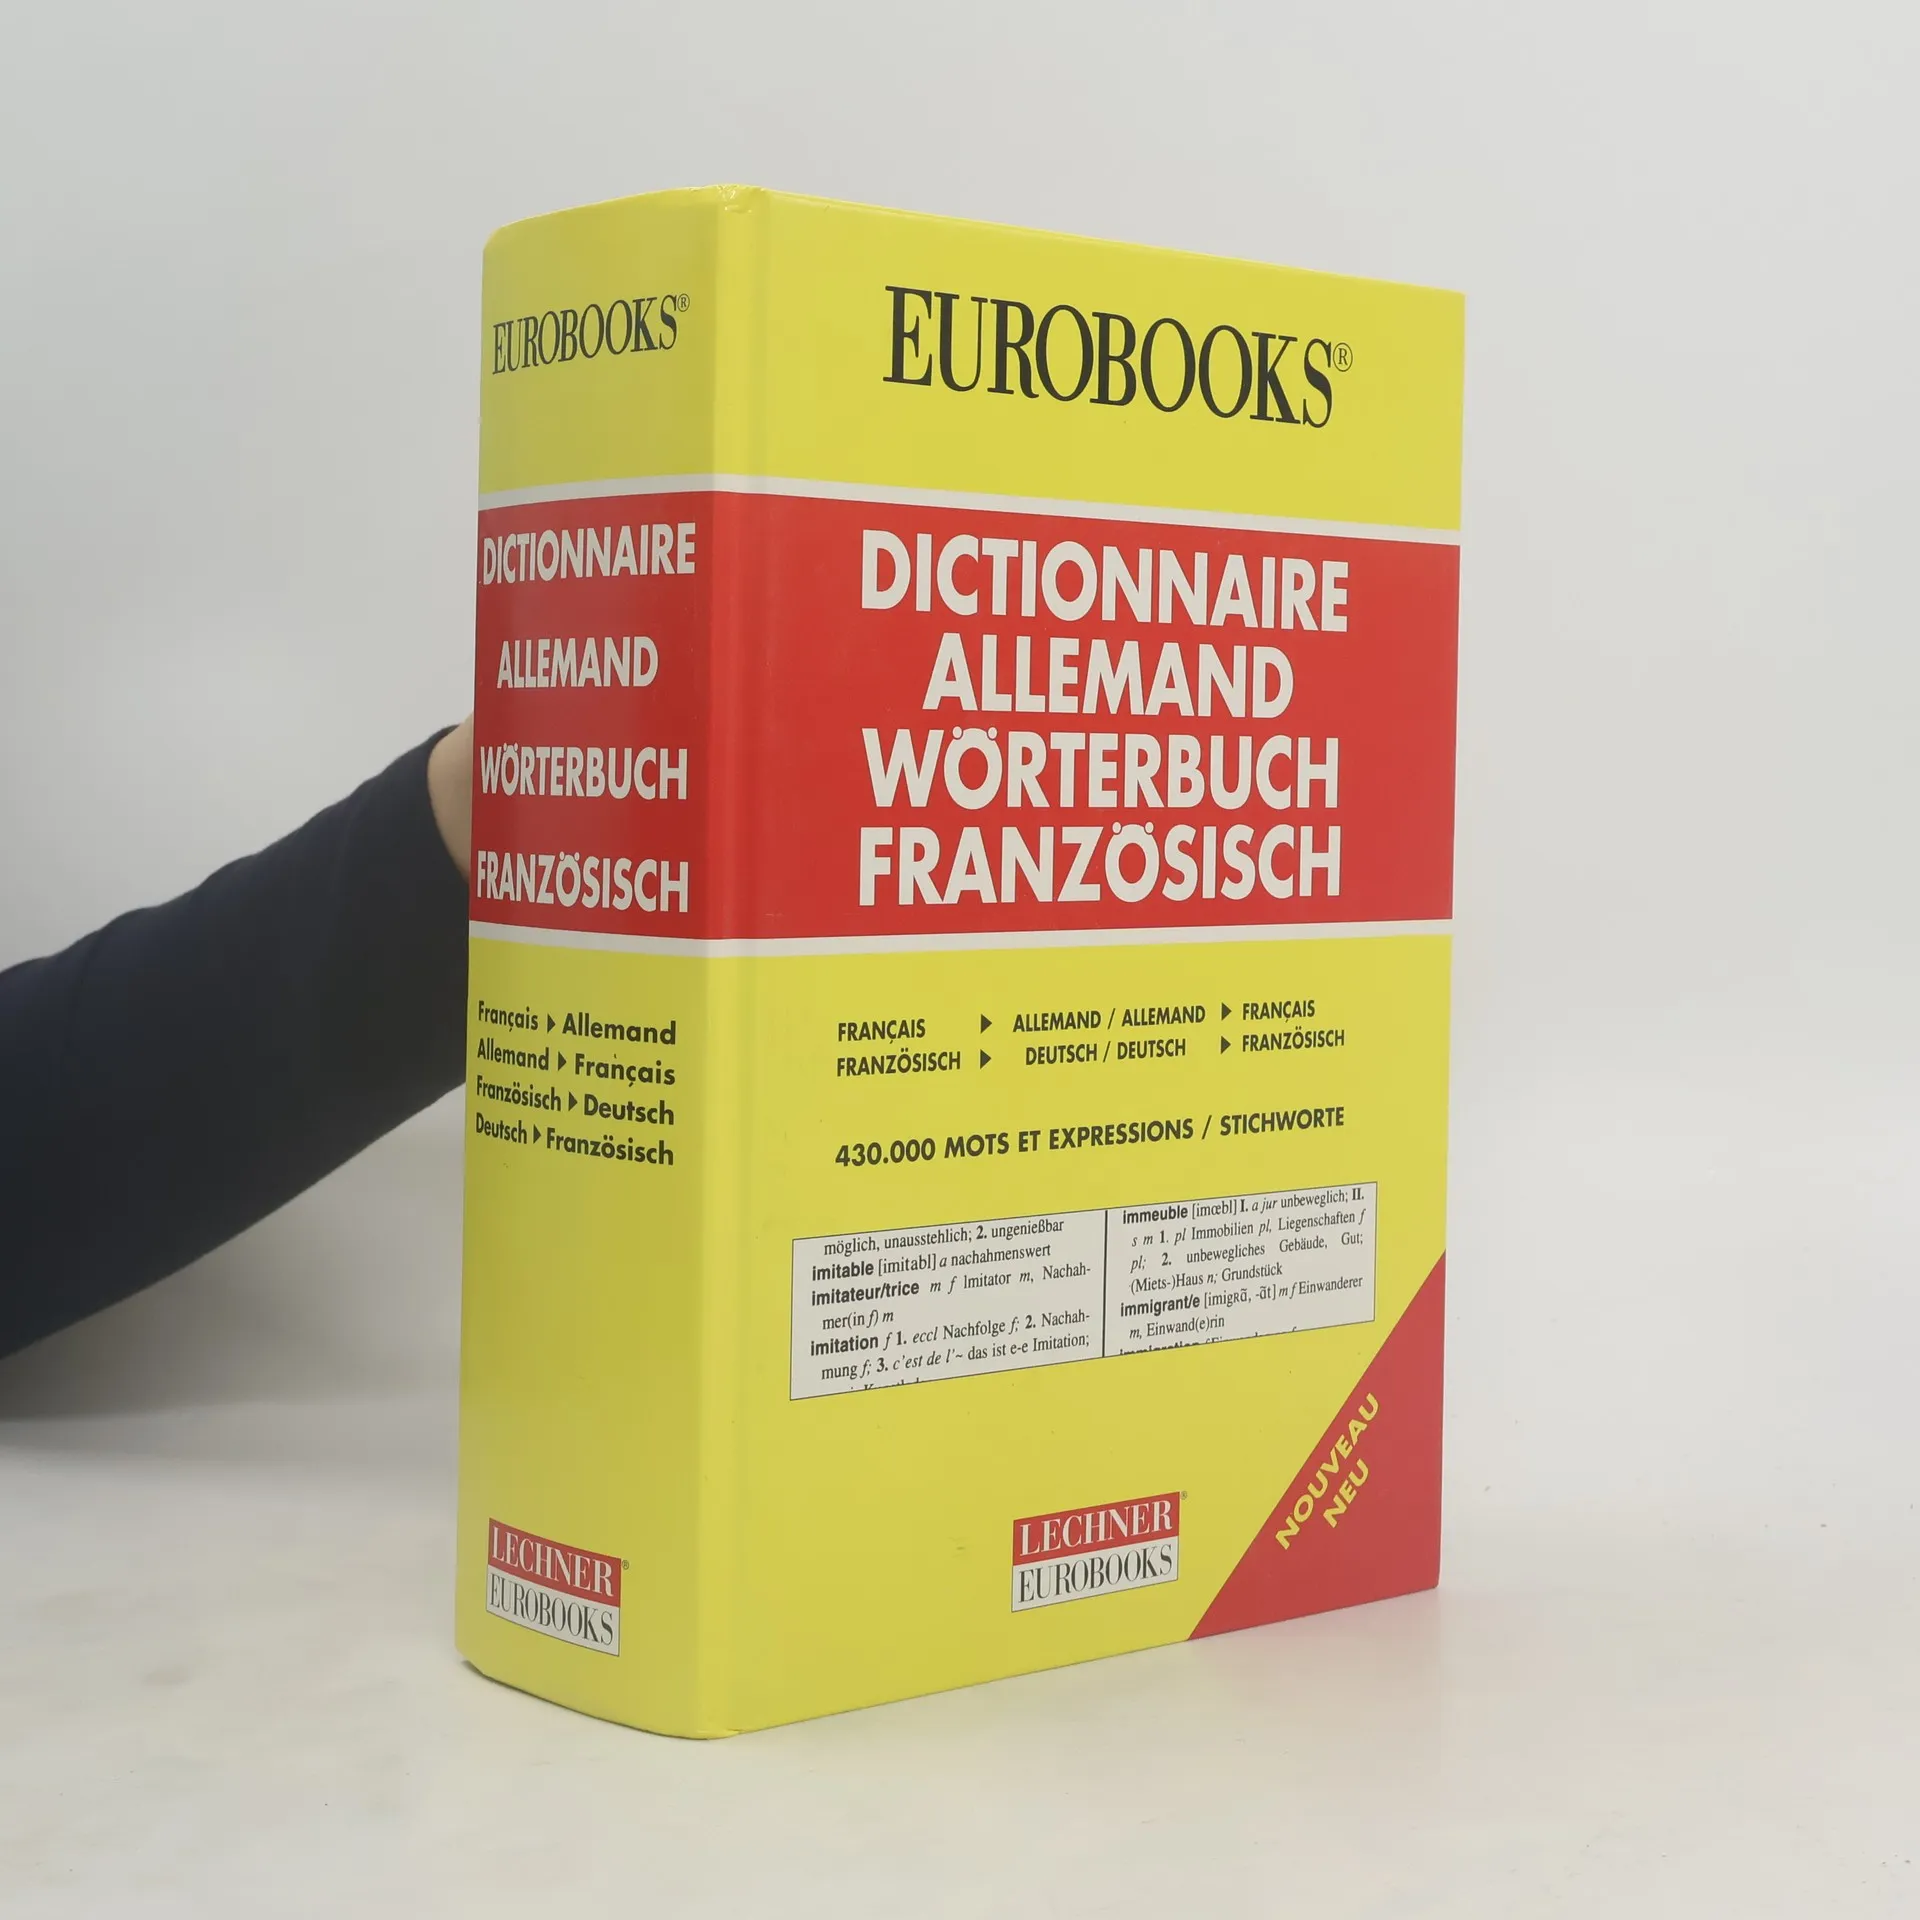 EUROBOOKS®
DICTIONNAIRE
ALLEMAND
WÖRTERBUCH
FRANZÖSISCH
Français ▶ Allemand
Allemand ▶ Français
Französisch ▶ Deutsch
Deutsch ▶ Französisch
LECHNER®
EUROBOOKS
EUROBOOKS®
DICTIONNAIRE
ALLEMAND
WÖRTERBUCH
FRANZÖSISCH
FRANÇAIS ▶ ALLEMAND / ALLEMAND ▶ FRANÇAIS
FRANZÖSISCH ▶ DEUTSCH / DEUTSCH ▶ FRANZÖSISCH
430.000 MOTS ET EXPRESSIONS / STICHWORTE
möglich, unausstehlich; 2. ungenießbar
imitable [imitabl] a nachahmenswert
imitateur/trice m f Imitator m, Nachah-
mer(in f) m
imitation f 1. eccl Nachfolge f; 2. Nachah-
mung f; 3. c'est de l'~ das ist e-e Imitation;
immeuble [imœbl] I. a jur unbeweglich; II.
s m 1. pl Immobilien pl, Liegenschaften f
pl; 2. unbewegliches Gebäude, Gut;
(Miets-)Haus n; Grundstück
immigrant/e [imigRɑ̃, -ɑ̃t] m f Einwanderer
m, Einwand(e)rin
NOUVEAU
NEU
LECHNER®
EUROBOOKS